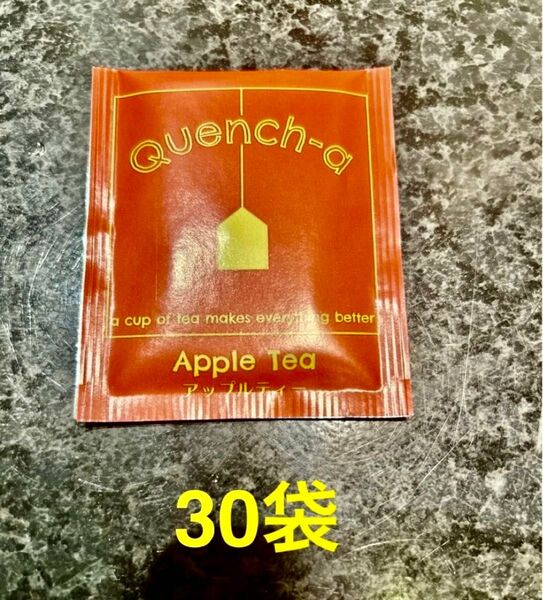 Quench-a
a cup of tea makes everything better
Apple Tea
アップルティー
30袋